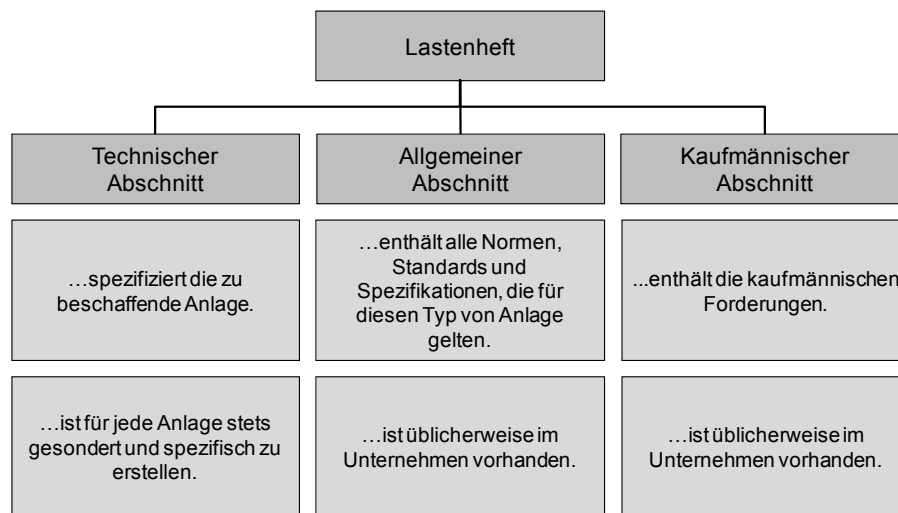 Lastenheft
Technischer
Abschnitt
Allgemeiner
Abschnitt
Kaufmännischer
Abschnitt
…spezifiziert die zu
beschaffende Anlage.
…enthält alle Normen,
Standards und
Spezifikationen, die für
diesen Typ von Anlage
gelten.
...enthält die kaufmännischen
Forderungen.
…ist für jede Anlage stets
gesondert und spezifisch zu
erstellen.
…ist üblicherweise im
Unternehmen vorhanden.
…ist üblicherweise im
Unternehmen vorhanden.